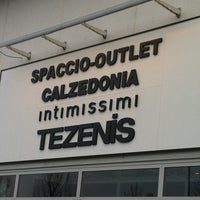 SPACCIO-OUTLET
CALZEDONIA
intimissimi
TEZENIS